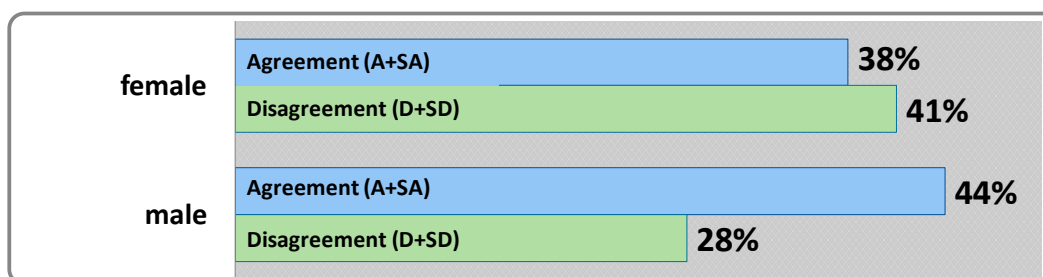 female
Agreement (A+SA)
38%
Disagreement (D+SD)
41%
male
Agreement (A+SA)
44%
Disagreement (D+SD)
28%